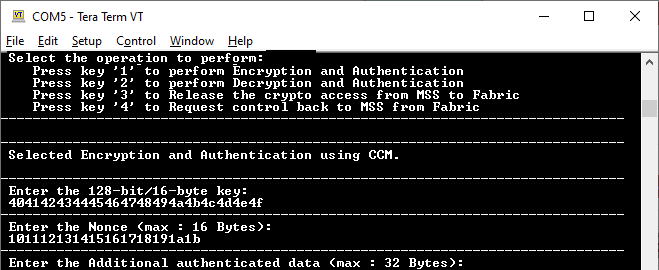 COM5 - Tera Term VT
File Edit Setup Control Window Help
Select the operation to perform:
Press key '1' to perform Encryption and Authentication
Press key '2' to perform Decryption and Authentication
Press key '3' to Release the crypto access from MSS to Fabric
Press key '4' to Request control back to MSS from Fabric
Selected Encryption and Authentication using CCM.
Enter the 128-bit/16-byte key:
404142434445464748494a4b4c4d4e4f
Enter the Nonce (max : 16 Bytes):
101112131415161718191a1b
Enter the Additional authenticated data (max : 32 Bytes):